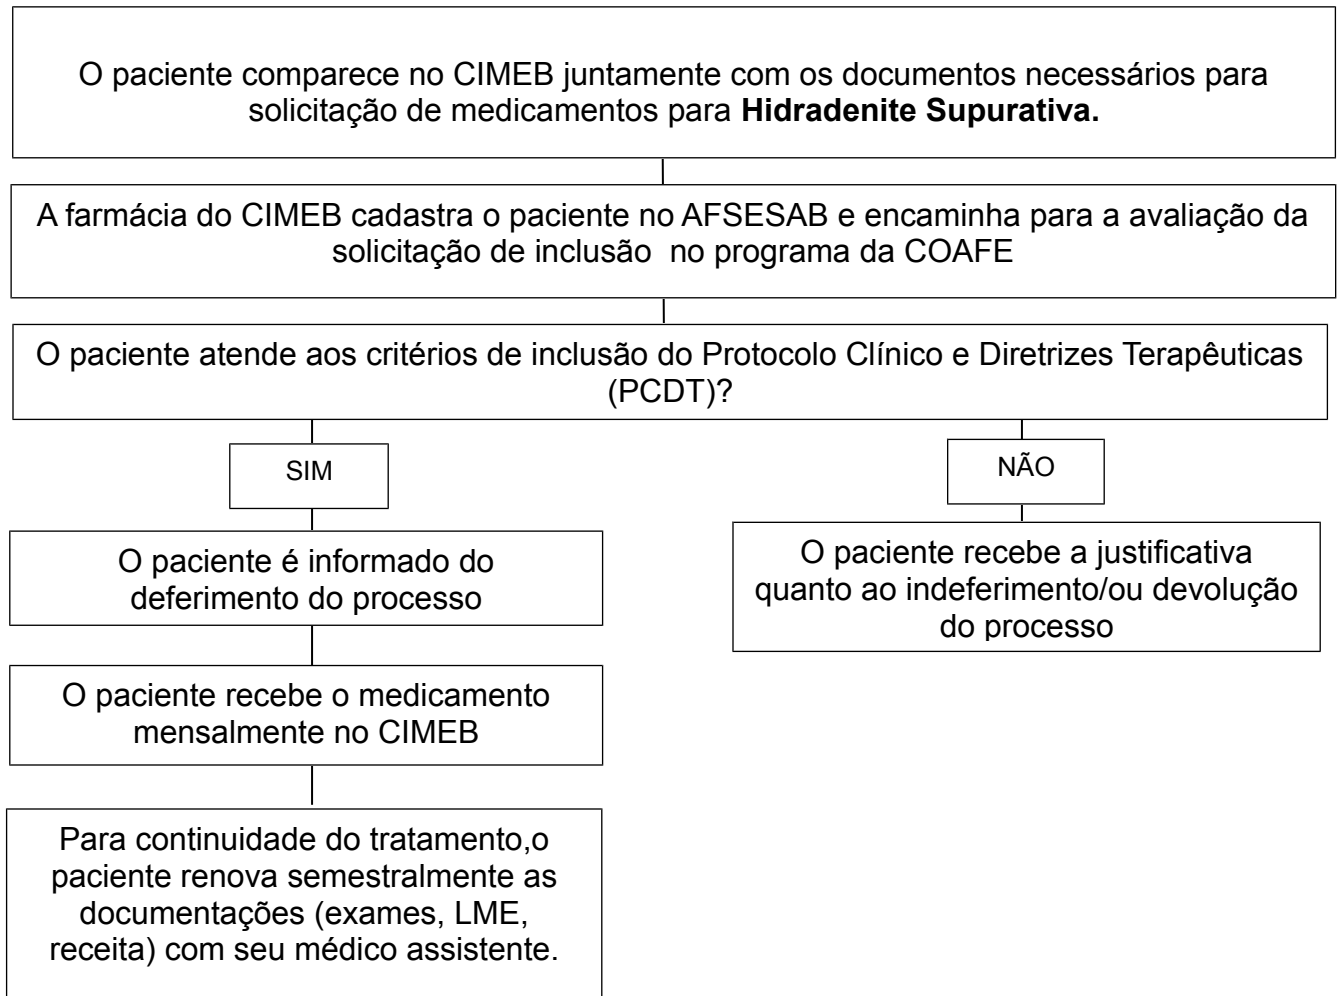 O paciente comparece no CIMEB juntamente com os documentos necessários para
solicitação de medicamentos para Hidradenite Supurativa.
A farmácia do CIMEB cadastra o paciente no AFSESAB e encaminha para a avaliação da
solicitação de inclusão  no programa da COAFE
O paciente atende aos critérios de inclusão do Protocolo Clínico e Diretrizes Terapêuticas
(PCDT)?
SIM
O paciente é informado do
deferimento do processo
O paciente recebe o medicamento
mensalmente no CIMEB
Para continuidade do tratamento,o
paciente renova semestralmente as
documentações (exames, LME,
receita) com seu médico assistente.
NÃO
O paciente recebe a justificativa
quanto ao indeferimento/ou devolução
do processo